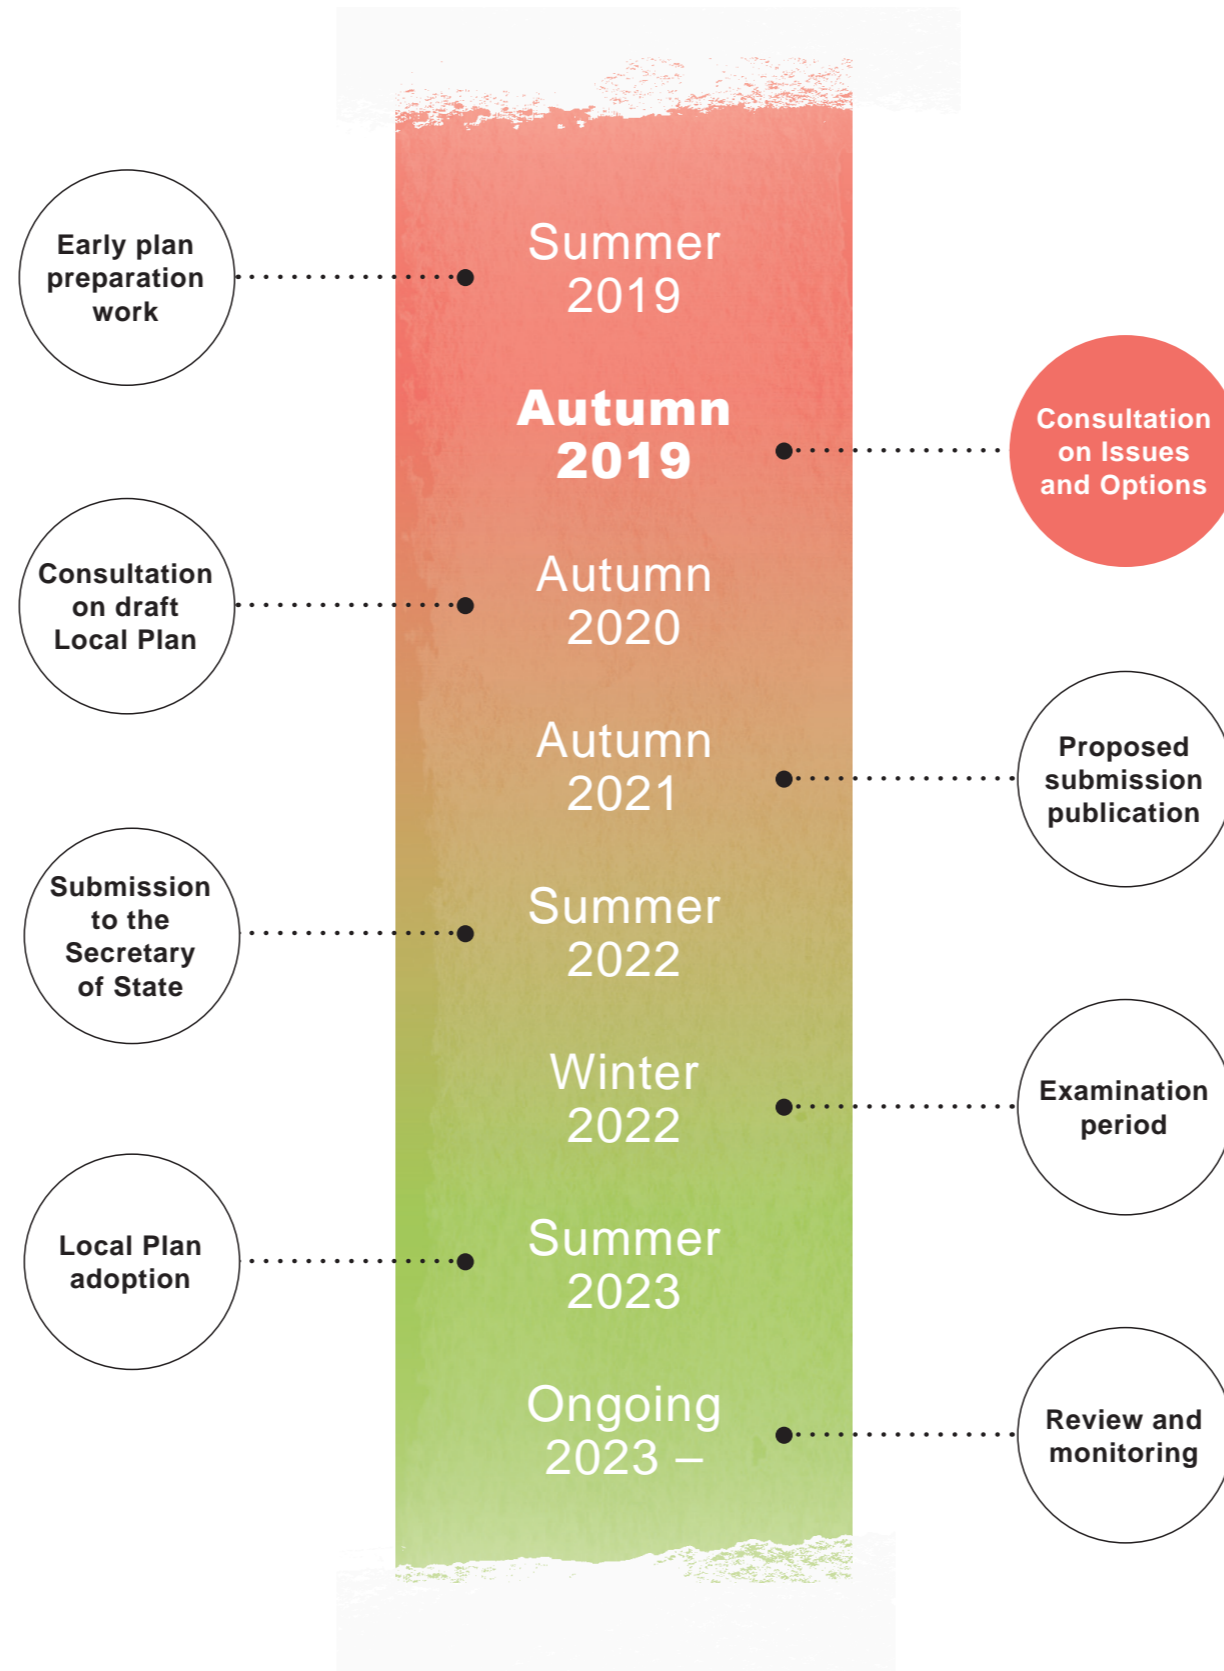 Early plan
preparation
work
Summer
2019
Autumn
2019
Consultation
on Issues
and Options
Consultation
on draft
Local Plan
Autumn
2020
Autumn
2021
Proposed
submission
publication
Submission
to the
Secretary
of State
Summer
2022
Winter
2022
Examination
period
Local Plan
adoption
Summer
2023
Ongoing
2023 –
Review and
monitoring